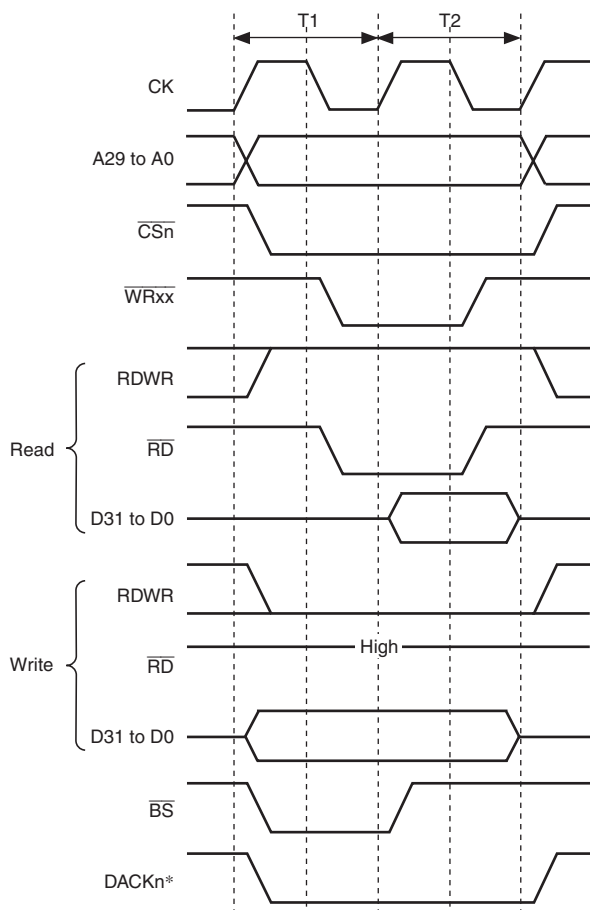 T1 T2
CK
A29 to A0
CSn
WRxx
RDWR
Read
RD
D31 to D0
RDWR
High
Write
RD
D31 to D0
BS
DACKn*